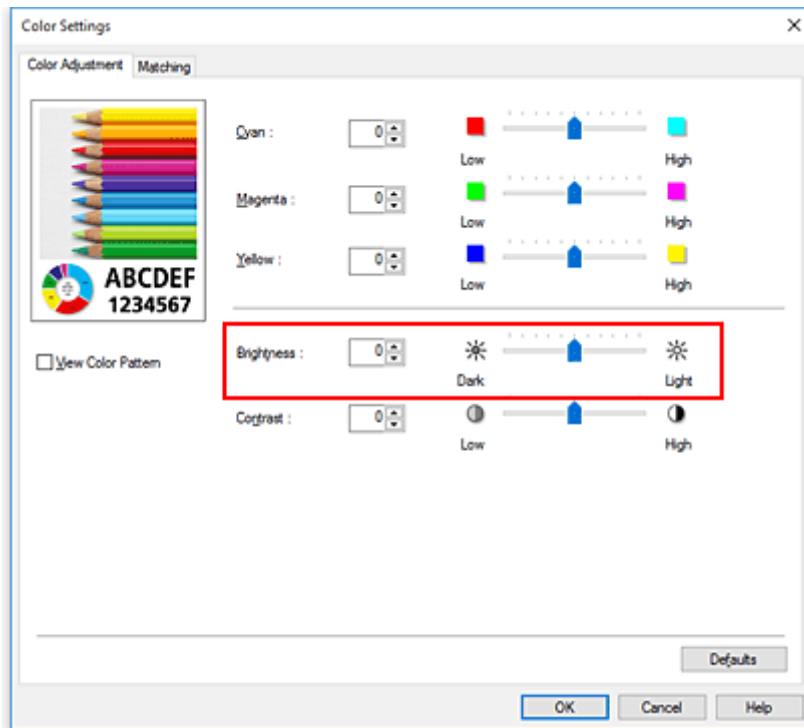 Color Settings
Color Adjustment Matching
Cyan : 0
Low High
Magenta : 0
Low High
Yellow : 0
Low High
ABCDEF
1234567
View Color Pattern
Brightness : 0
Dark Light
Contrast : 0
Low High
Defaults
OK Cancel Help